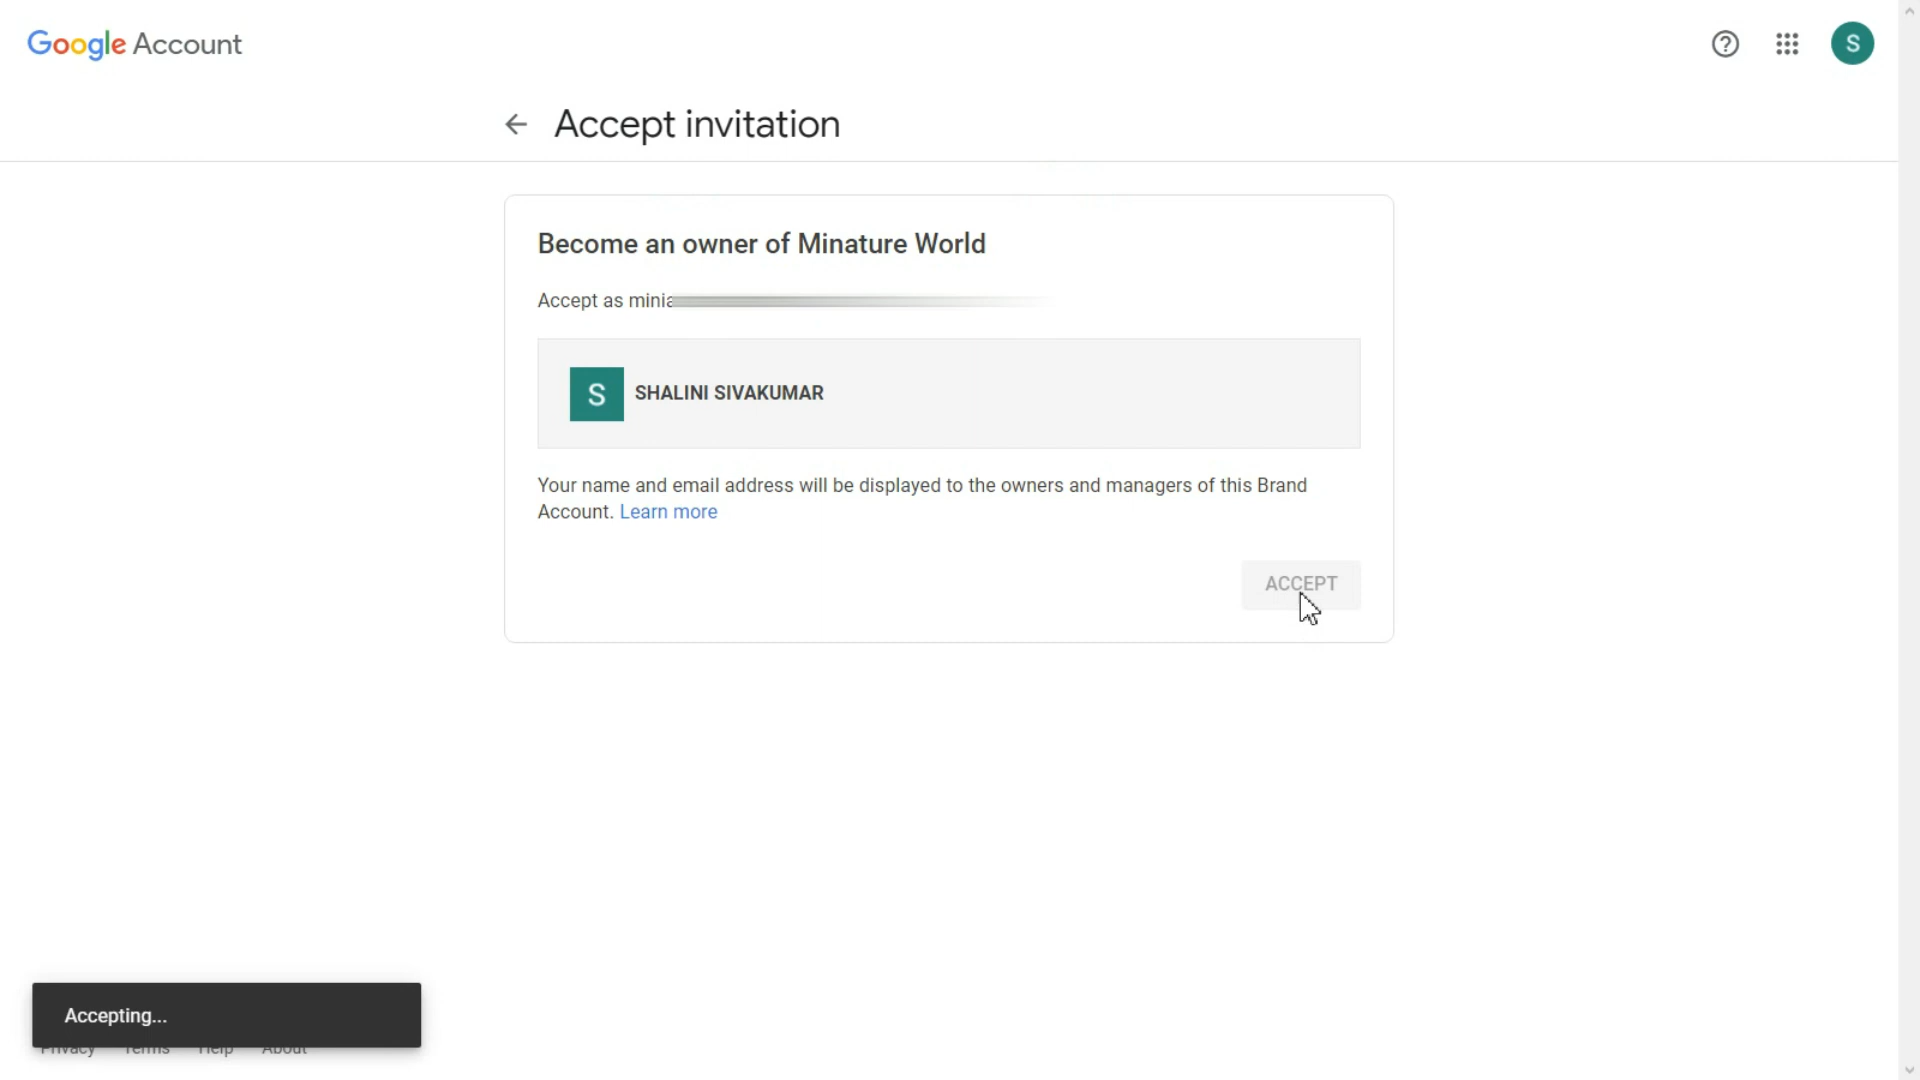 Google Account
S
Accept invitation
Become an owner of Minature World
Accept as minia
S SHALINI SIVAKUMAR
Your name and email address will be displayed to the owners and managers of this Brand
Account. Learn more
ACCEPT
Accepting...
Privacy Terms Help About